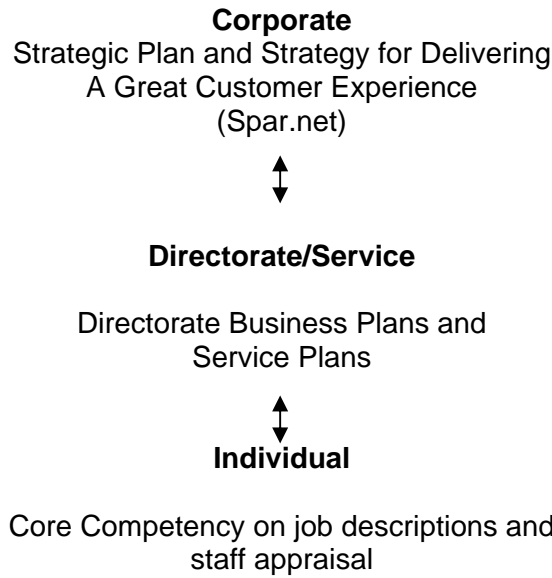 Corporate
Strategic Plan and Strategy for Delivering
A Great Customer Experience
(Spar.net)
Directorate/Service
Directorate Business Plans and
Service Plans
Individual
Core Competency on job descriptions and
staff appraisal